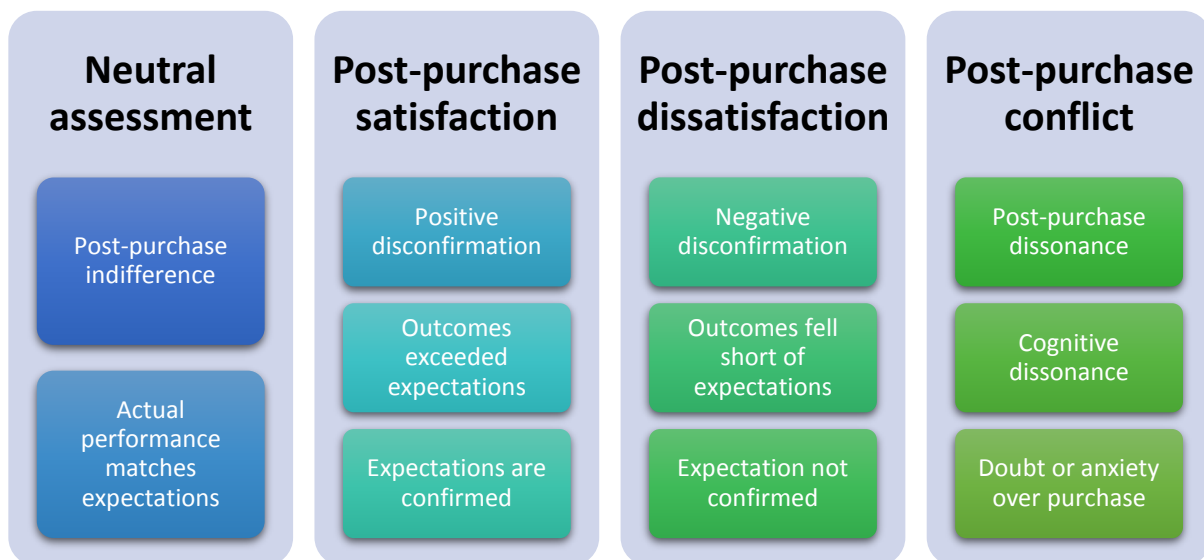 Neutral
assessment
Post-purchase
indifference
Actual
performance
matches
expectations
Post-purchase
satisfaction
Positive
disconfirmation
Outcomes
exceeded
expectations
Expectations are
confirmed
Post-purchase
dissatisfaction
Negative
disconfirmation
Outcomes fell
short of
expectations
Expectation not
confirmed
Post-purchase
conflict
Post-purchase
dissonance
Cognitive
dissonance
Doubt or anxiety
over purchase